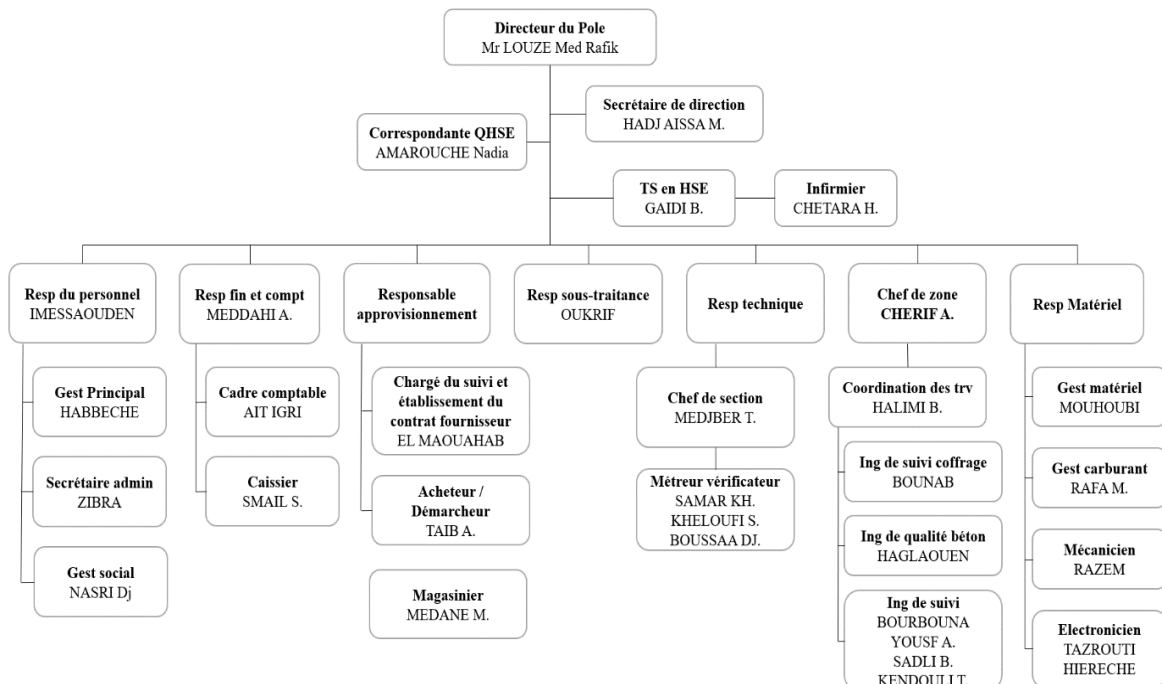 Directeur du Pole
Mr LOUZE Med Rafik
Secrétaire de direction
HADJ AISSA M.
Correspondante QHSE
AMAROUCHE Nadia
TS en HSE
GAIDI B.
Infirmier
CHETARA H.
Resp du personnel
IMESSAOUDEN
Resp fin et compt
MEDDAHI A.
Responsable
approvisionnement
Resp sous-traitance
OUKRIF
Resp technique
Chef de zone
CHERIF A.
Resp Matériel
Gest Principal
HABBECHE
Secrétaire admin
ZIBRA
Gest social
NASRI Dj
Cadre comptable
AIT IGRI
Caissier
SMAIL S.
Chargé du suivi et
établissement du
contrat fournisseur
EL MAOUAHAB
Acheteur /
Démarcheur
TAIB A.
Magasinier
MEDANE M.
Chef de section
MEDJBER T.
Métreur vérificateur
SAMAR KH.
KHELOUFI S.
BOUSSAA DJ.
Coordination des trv
HALIMI B.
Ing de suivi coffrage
BOUNAB
Ing de qualité béton
HAGLAOUEN
Ing de suivi
BOURBOUNA
YOUSF A.
SADLI B.
KENDOULI T.
Gest matériel
MOUHOUBI
Gest carburant
RAFA M.
Mécanicien
RAZEM
Electronicien
TAZROUTI
HIERECHE